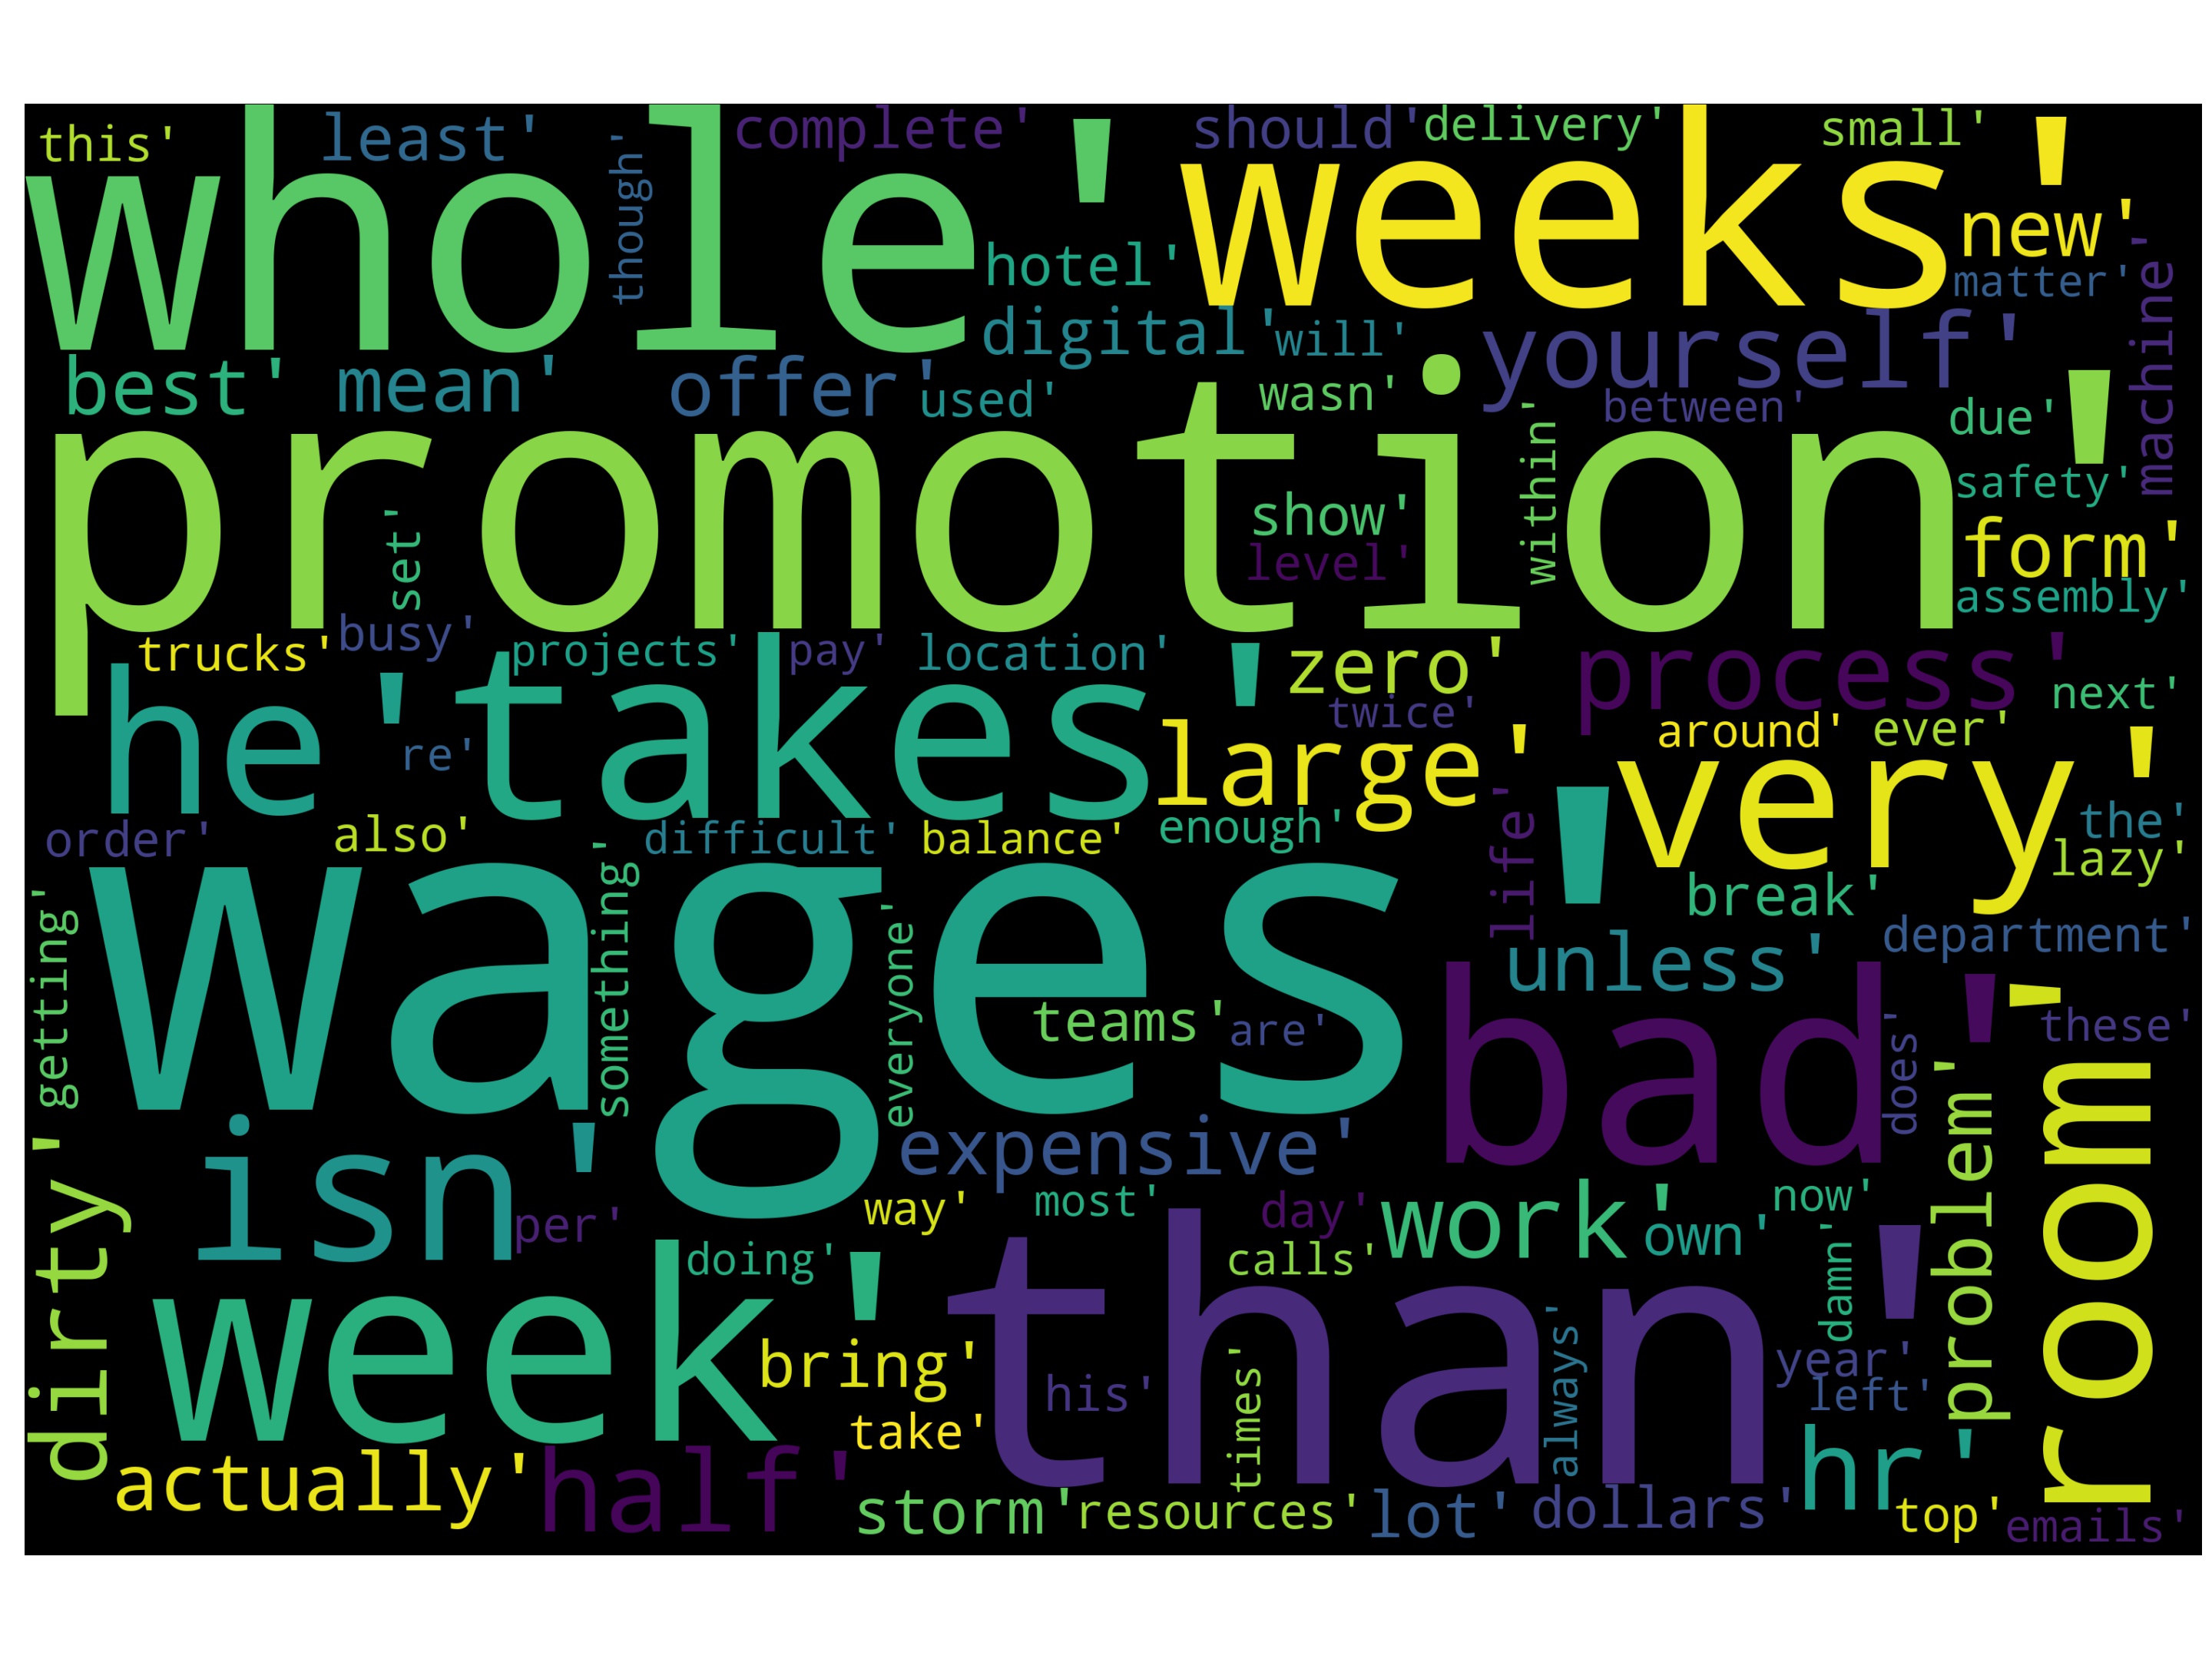 this'
least'
though'
complete'
should'
delivery'
small'
whole'
weeks'
new'
hotel'
matter'
machine'
digital'
will'
yourself'
best'
mean'
offer'
used'
wasn'
between'
due'
promotion'
within'
safety'
set'
show'
level'
form'
assembly'
trucks'
busy'
projects'
pay'
location'
zero'
process'
next'
he'
re'
takes'
twice'
large'
around'
ever'
very'
order'
also'
difficult'
balance'
enough'
life'
the'
lazy'
break'
getting'
wages'
something'
everyone'
unless'
department'
teams'
are'
bad'
does'
these'
problem'
room'
dirty'
isn'
per'
expensive'
way'
most'
day'
work'
own'
now'
doing'
calls'
damn'
week'
than'
bring'
his'
times'
always'
year'
left'
take'
actually'
half'
storm'
resources'
lot'
dollars'
hr'
top'
emails'